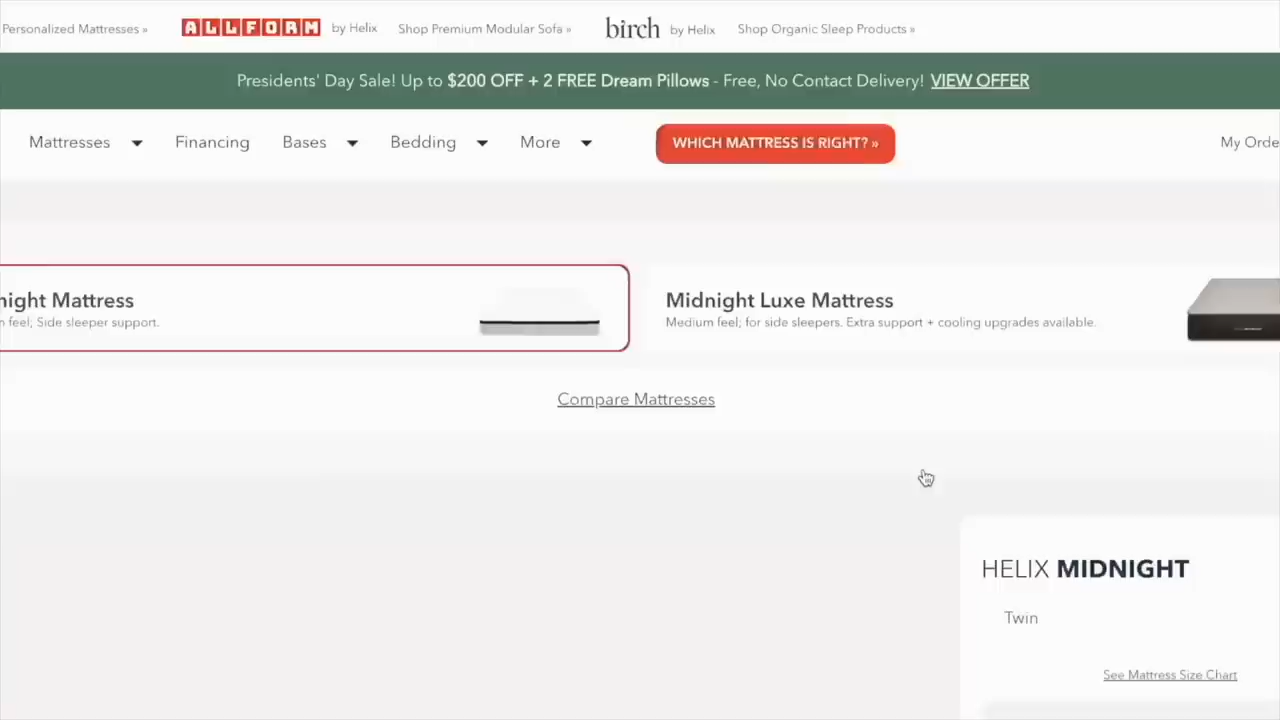 Personalized Mattresses »
ALLFORM by Helix
Shop Premium Modular Sofa »
birch by Helix
Shop Organic Sleep Products »
Presidents' Day Sale! Up to $200 OFF + 2 FREE Dream Pillows - Free, No Contact Delivery! VIEW OFFER
Mattresses
Financing
Bases
Bedding
More
WHICH MATTRESS IS RIGHT? »
My Orde
night Mattress
feel; Side sleeper support.
Midnight Luxe Mattress
Medium feel; for side sleepers. Extra support + cooling upgrades available.
Compare Mattresses
HELIX MIDNIGHT
Twin
See Mattress Size Chart